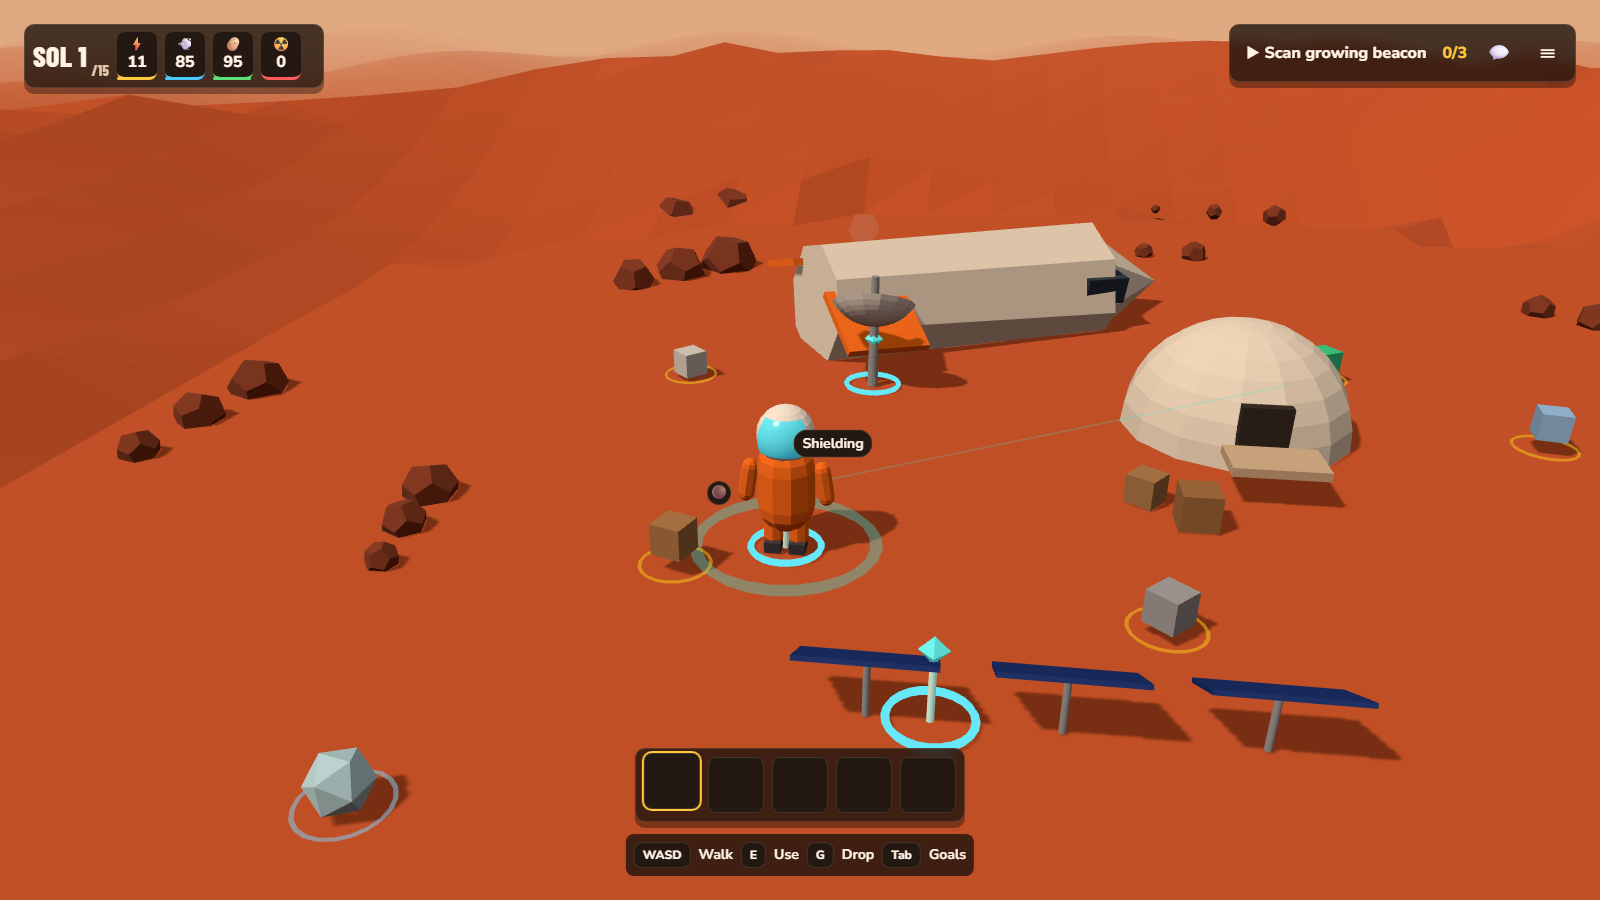 SOL 1 /15
11 85 95 0
Scan growing beacon 0/3
Shielding
WASD Walk E Use G Drop Tab Goals